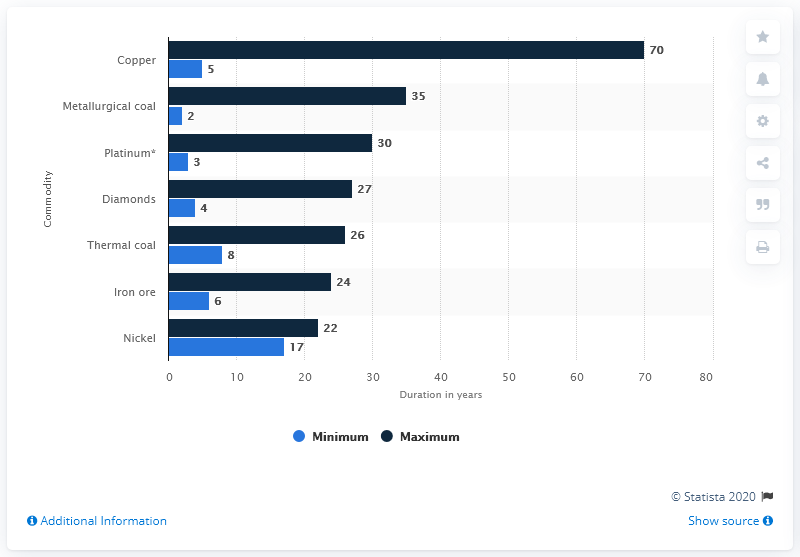 Copper
70
5
Metallurgical coal
35
2
Platinum*
30
3
Diamonds
27
4
Thermal coal
26
8
Iron ore
24
6
Nickel
22
17
Commodity
0 10 20 30 40 50 60 70 80
Duration in years
Minimum Maximum
© Statista 2020
Additional Information Show source